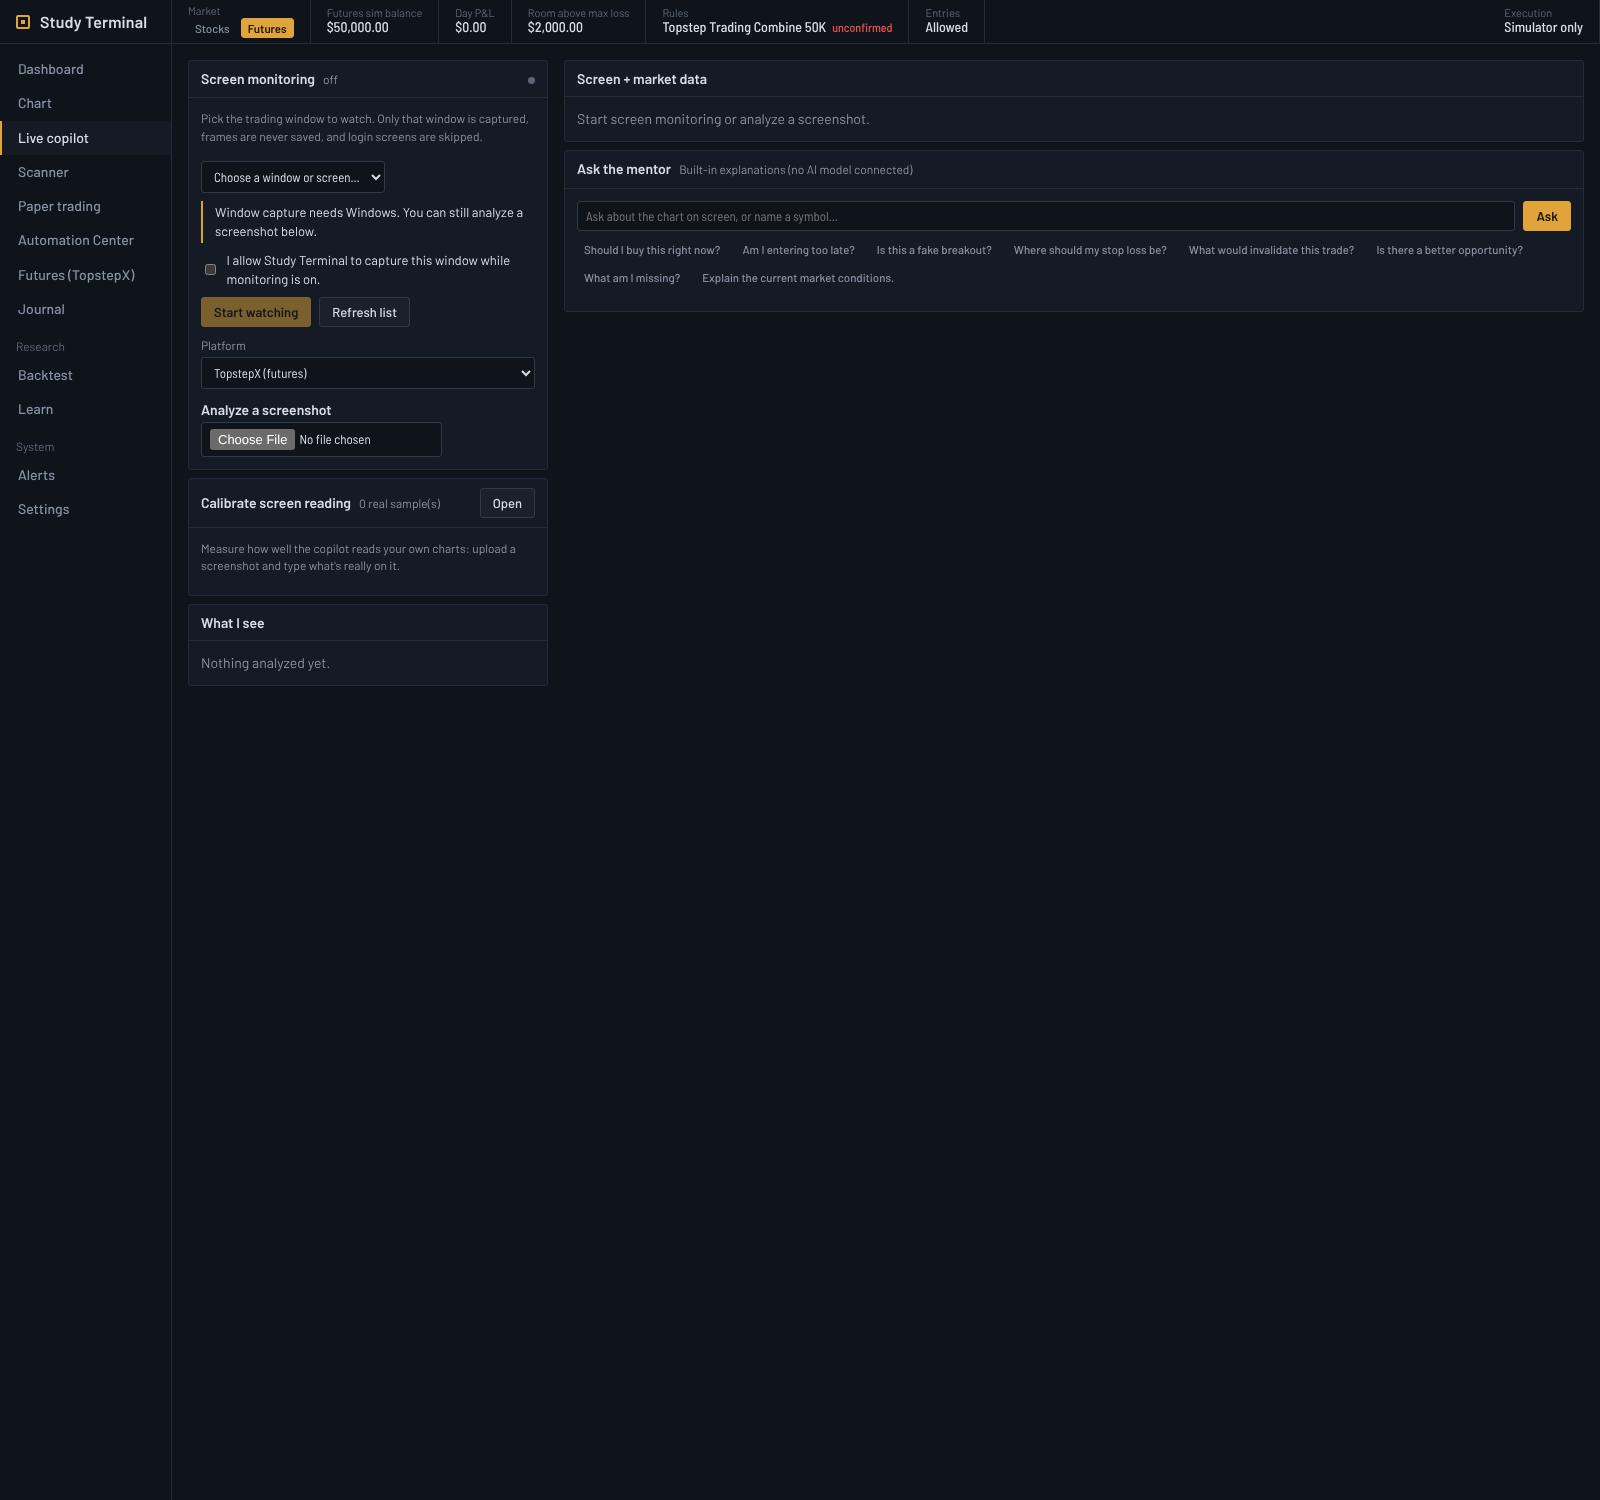 Study Terminal
Market
Stocks Futures
Futures sim balance
$50,000.00
Day P&L
$0.00
Room above max loss
$2,000.00
Rules
Topstep Trading Combine 50K unconfirmed
Entries
Allowed
Execution
Simulator only
Dashboard
Chart
Live copilot
Scanner
Paper trading
Automation Center
Futures (TopstepX)
Journal
Research
Backtest
Learn
System
Alerts
Settings
Screen monitoring off
Pick the trading window to watch. Only that window is captured,
frames are never saved, and login screens are skipped.
Choose a window or screen...
Window capture needs Windows. You can still analyze a
screenshot below.
I allow Study Terminal to capture this window while
monitoring is on.
Start watching Refresh list
Platform
TopstepX (futures)
Analyze a screenshot
Choose File No file chosen
Calibrate screen reading 0 real sample(s) Open
Measure how well the copilot reads your own charts: upload a
screenshot and type what's really on it.
What I see
Nothing analyzed yet.
Screen + market data
Start screen monitoring or analyze a screenshot.
Ask the mentor Built-in explanations (no AI model connected)
Ask about the chart on screen, or name a symbol... Ask
Should I buy this right now? Am I entering too late? Is this a fake breakout? Where should my stop loss be? What would invalidate this trade? Is there a better opportunity?
What am I missing? Explain the current market conditions.